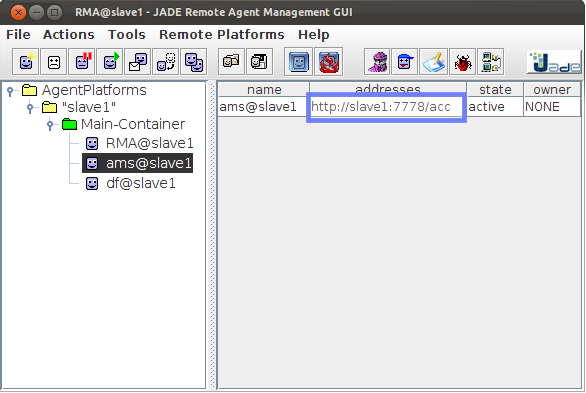 RMA@slave1 - JADE Remote Agent Management GUI
File Actions Tools Remote Platforms Help
Jade
AgentPlatforms
"slave1"
Main-Container
RMA@slave1
ams@slave1
df@slave1
name addresses state owner
ams@slave1 http://slave1:7778/acc active NONE